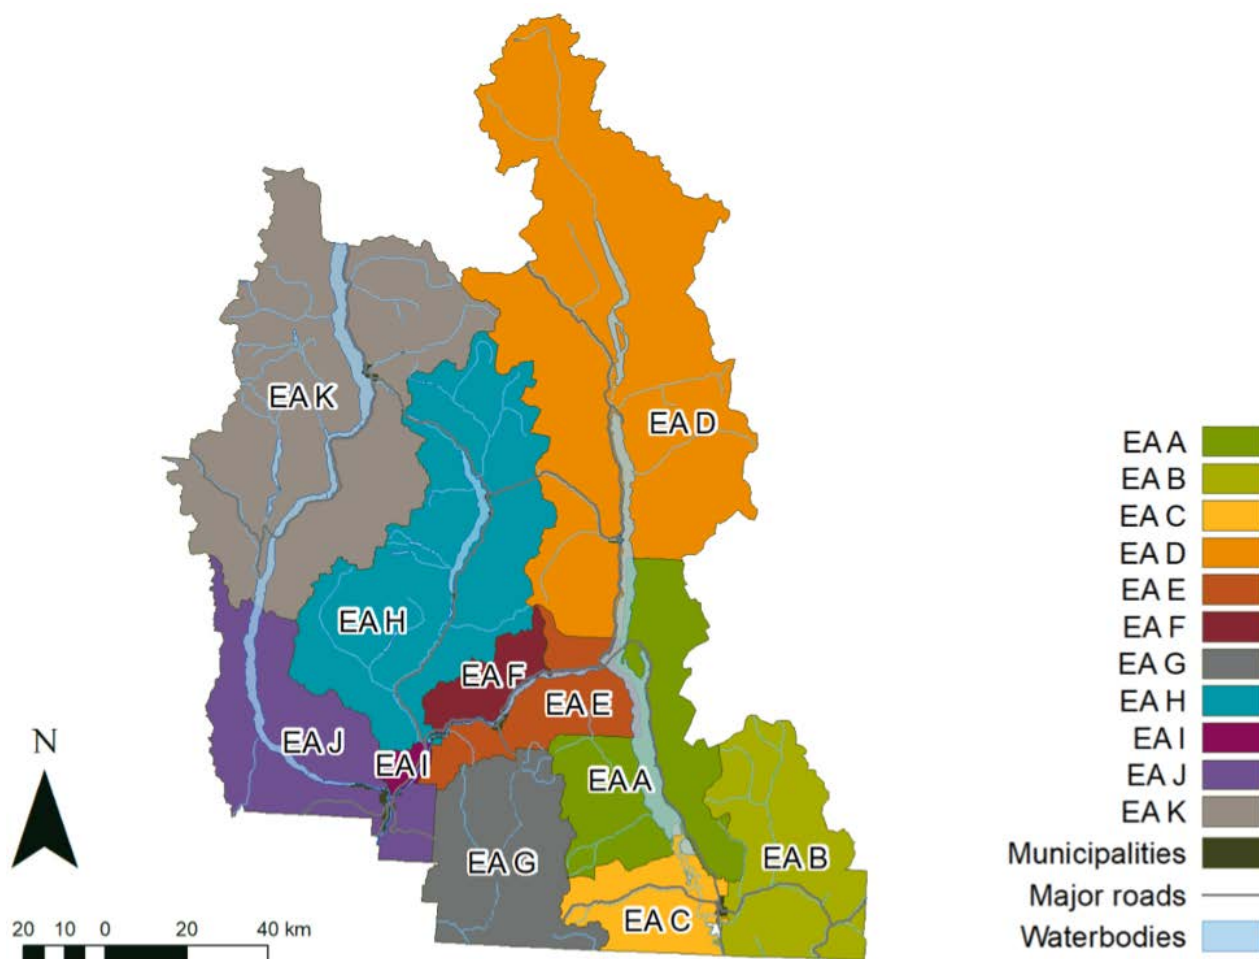 EA K
EA D
EA H
EA F
EA E
EA J
EA I
EA A
EA G
EA B
EA C
N
20 10 0 20 40 km
EA A
EA B
EA C
EA D
EA E
EA F
EA G
EA H
EA I
EA J
EA K
Municipalities
Major roads
Waterbodies